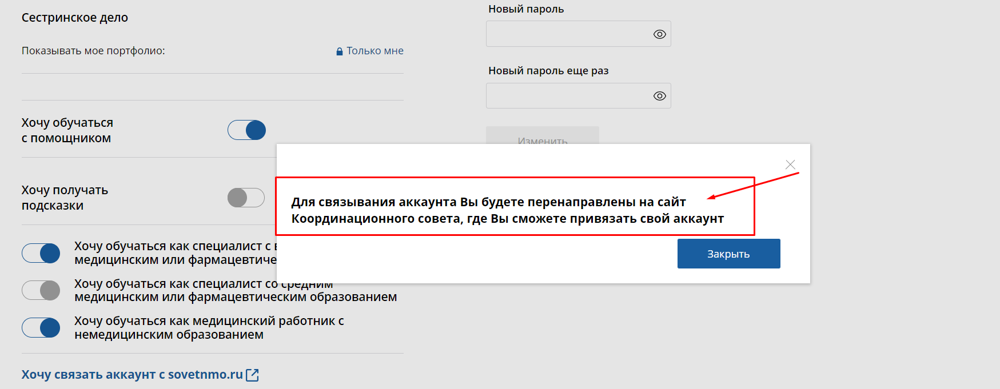 Сестринское дело
Показывать мое портфолио:
Только мне
Хочу обучаться
с помощником
Хочу получать
подсказки
Хочу обучаться как специалист с
медицинским или
Хочу обучаться как специалист со средним
медицинским или фармацевтическим образованием
Хочу обучаться как медицинский работник с
немедицинским образованием
Хочу связать аккаунт с sovetnmo.ru
Новый пароль
Новый пароль еще раз
Изменить
Для связывания аккаунта Вы будете перенаправлены на сайт
Координационного совета, где Вы сможете привязать свой аккаунт
Закрыть